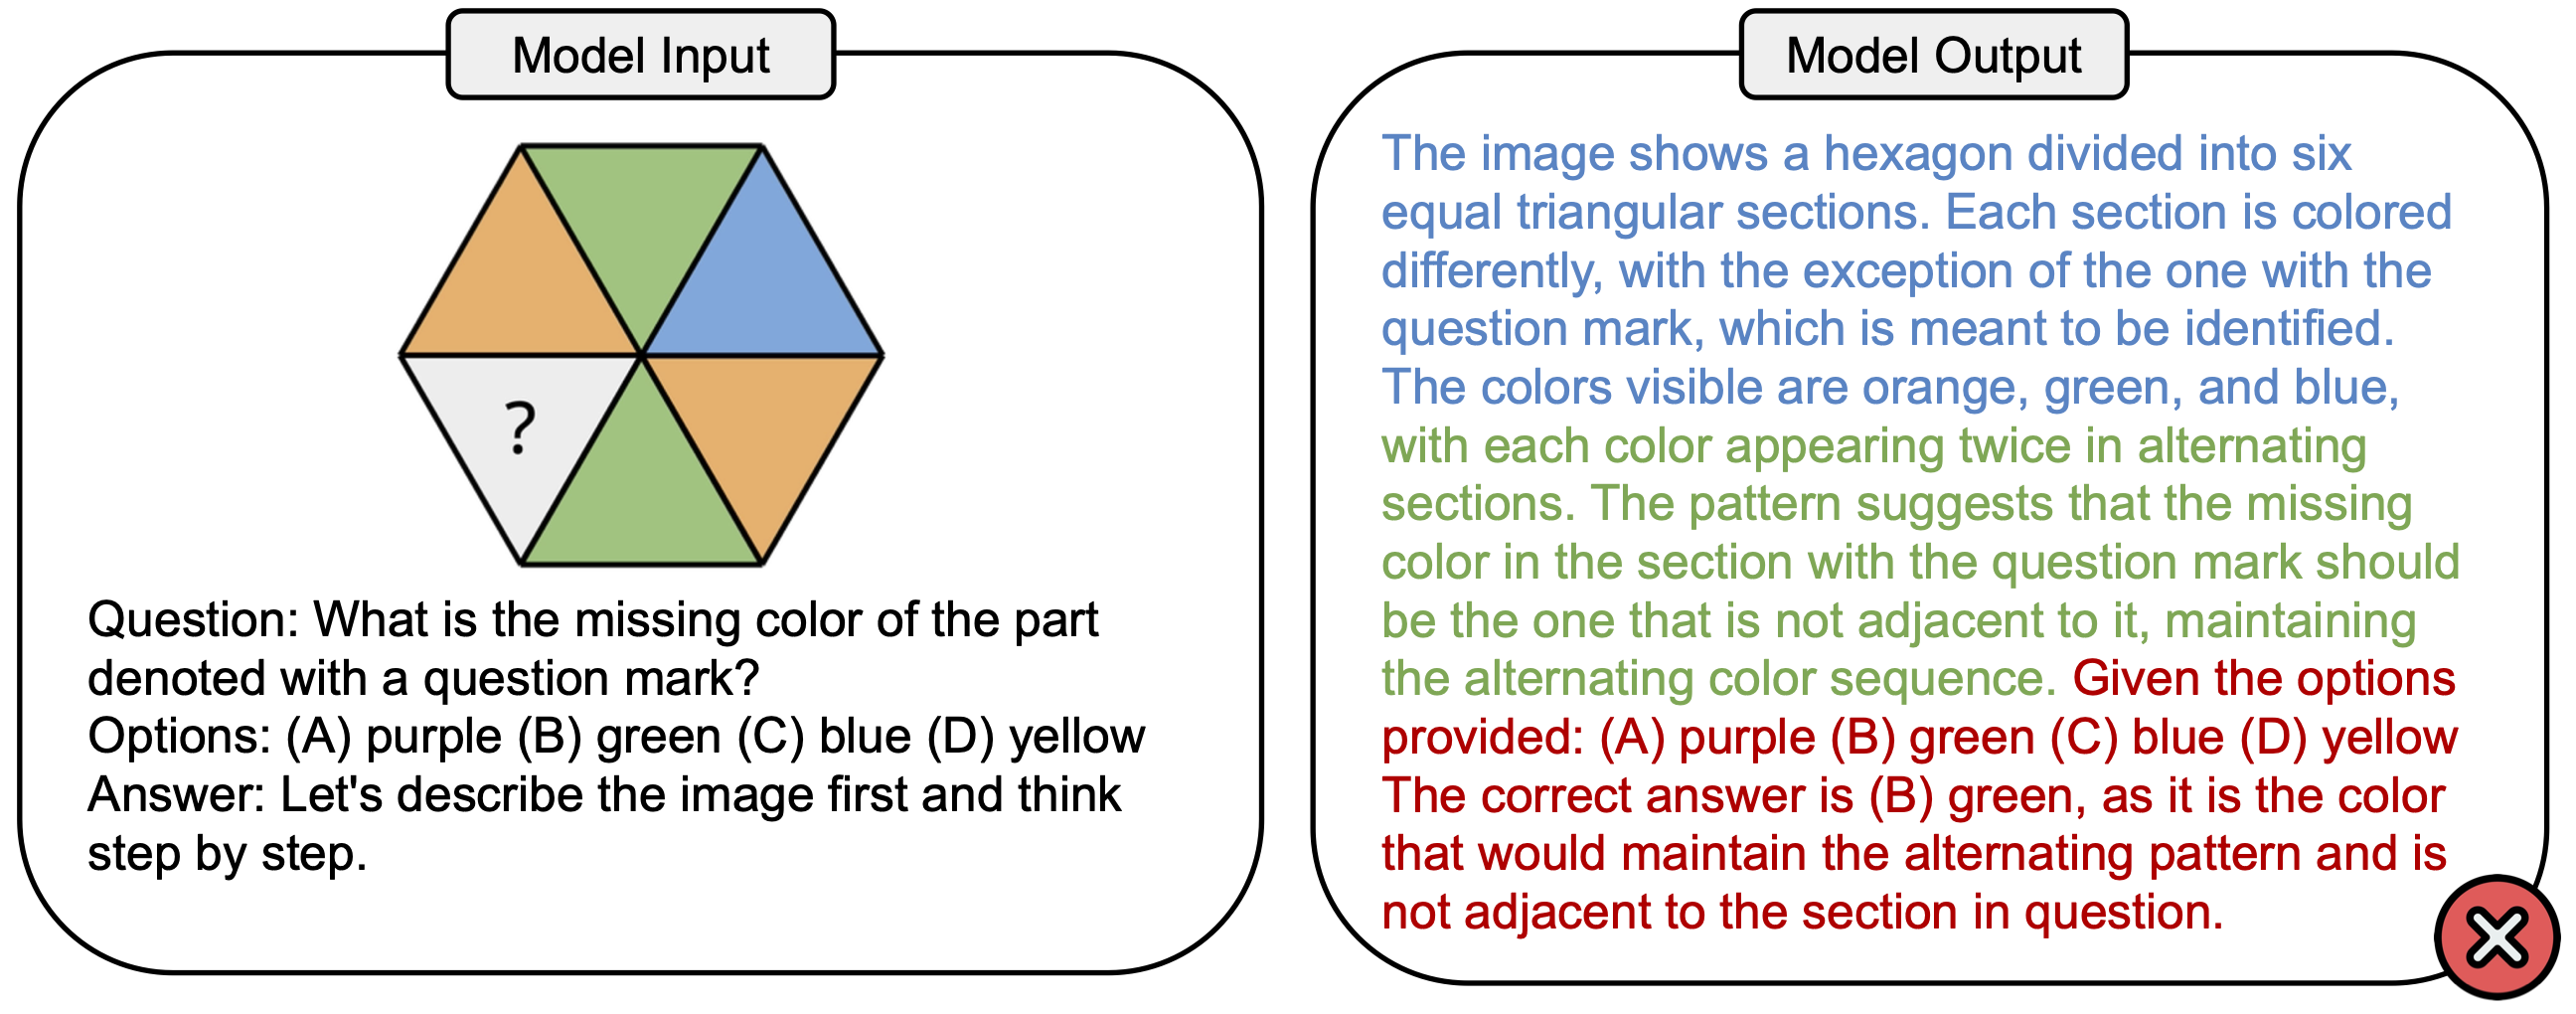 Model Input
?
Question: What is the missing color of the part
denoted with a question mark?
Options: (A) purple (B) green (C) blue (D) yellow
Answer: Let's describe the image first and think
step by step.
Model Output
The image shows a hexagon divided into six
equal triangular sections. Each section is colored
differently, with the exception of the one with the
question mark, which is meant to be identified.
The colors visible are orange, green, and blue,
with each color appearing twice in alternating
sections. The pattern suggests that the missing
color in the section with the question mark should
be the one that is not adjacent to it, maintaining
the alternating color sequence. Given the options
provided: (A) purple (B) green (C) blue (D) yellow
The correct answer is (B) green, as it is the color
that would maintain the alternating pattern and is
not adjacent to the section in question.